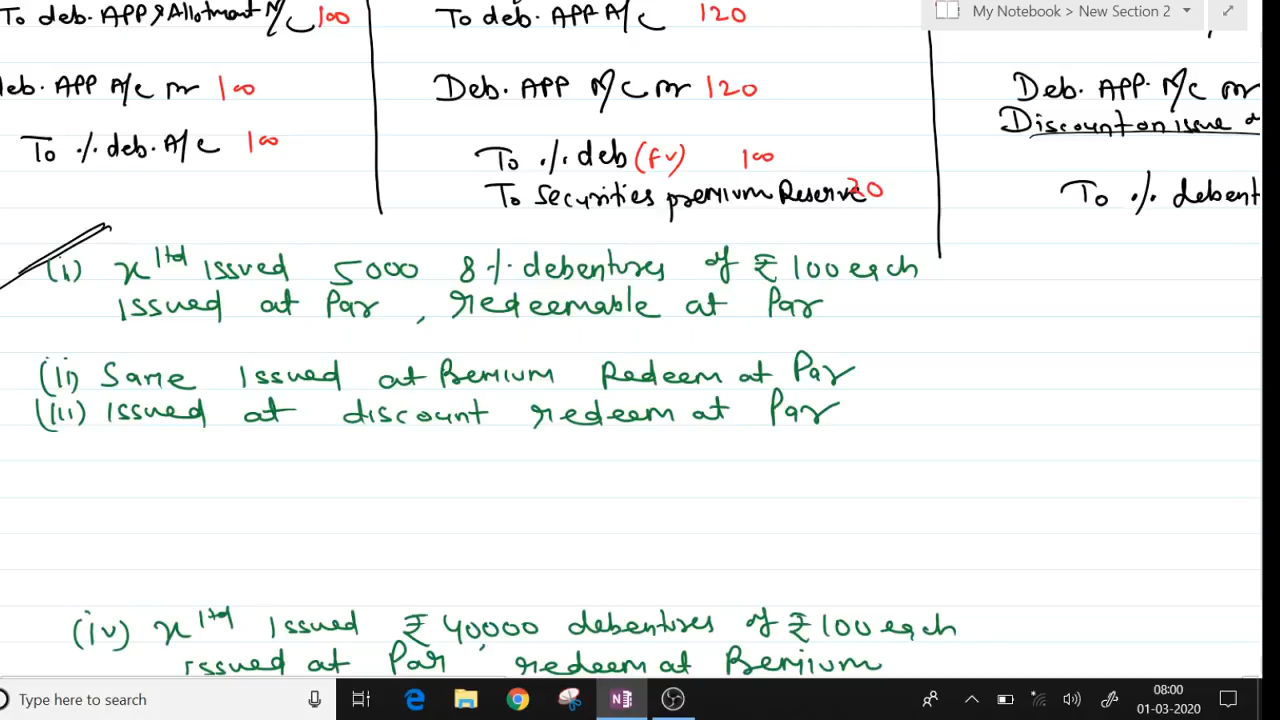 To deb. APP & Allotment A/C 100
To deb. APP A/C 120
My Notebook > New Section 2
deb. APP A/C Dr 100
Deb. APP A/C Dr 120
Deb. APP. A/C Dr
Discount on issue o
To % deb. A/C 100
To % deb (FV) 100
To Securities premium Reserve 20
To % debent
(i) x ltd issued 5000 8% debentures of ₹ 100 each
issued at Par, redeemable at Par
(ii) Same issued at Premium Redeem at Par
(iii) issued at discount redeem at Par
(iv) x ltd issued ₹ 40000 debentures of ₹ 100 each
issued at Par, redeem at Premium
Type here to search
08:00
01-03-2020